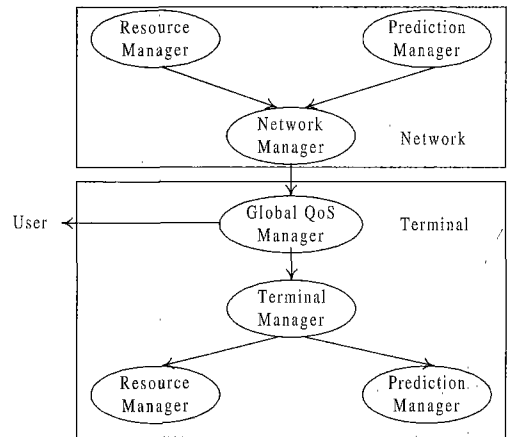 Resource
Manager
Prediction
Manager
Network
Manager
Network
User
Global QoS
Manager
Terminal
Terminal
Manager
Resource
Manager
Prediction
Manager